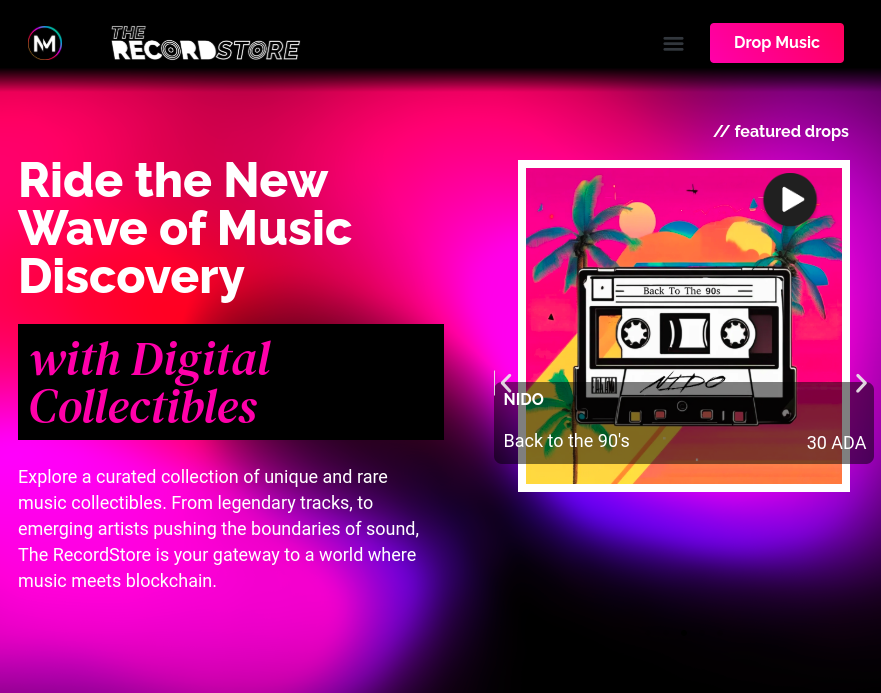 M
THE
RECORDSTORE
Drop Music
// featured drops
Ride the New
Wave of Music
Discovery
with Digital
Collectibles
Explore a curated collection of unique and rare
music collectibles. From legendary tracks, to
emerging artists pushing the boundaries of sound,
The RecordStore is your gateway to a world where
music meets blockchain.
Back To The 90s
NIDO
NIDO
Back to the 90's
30 ADA